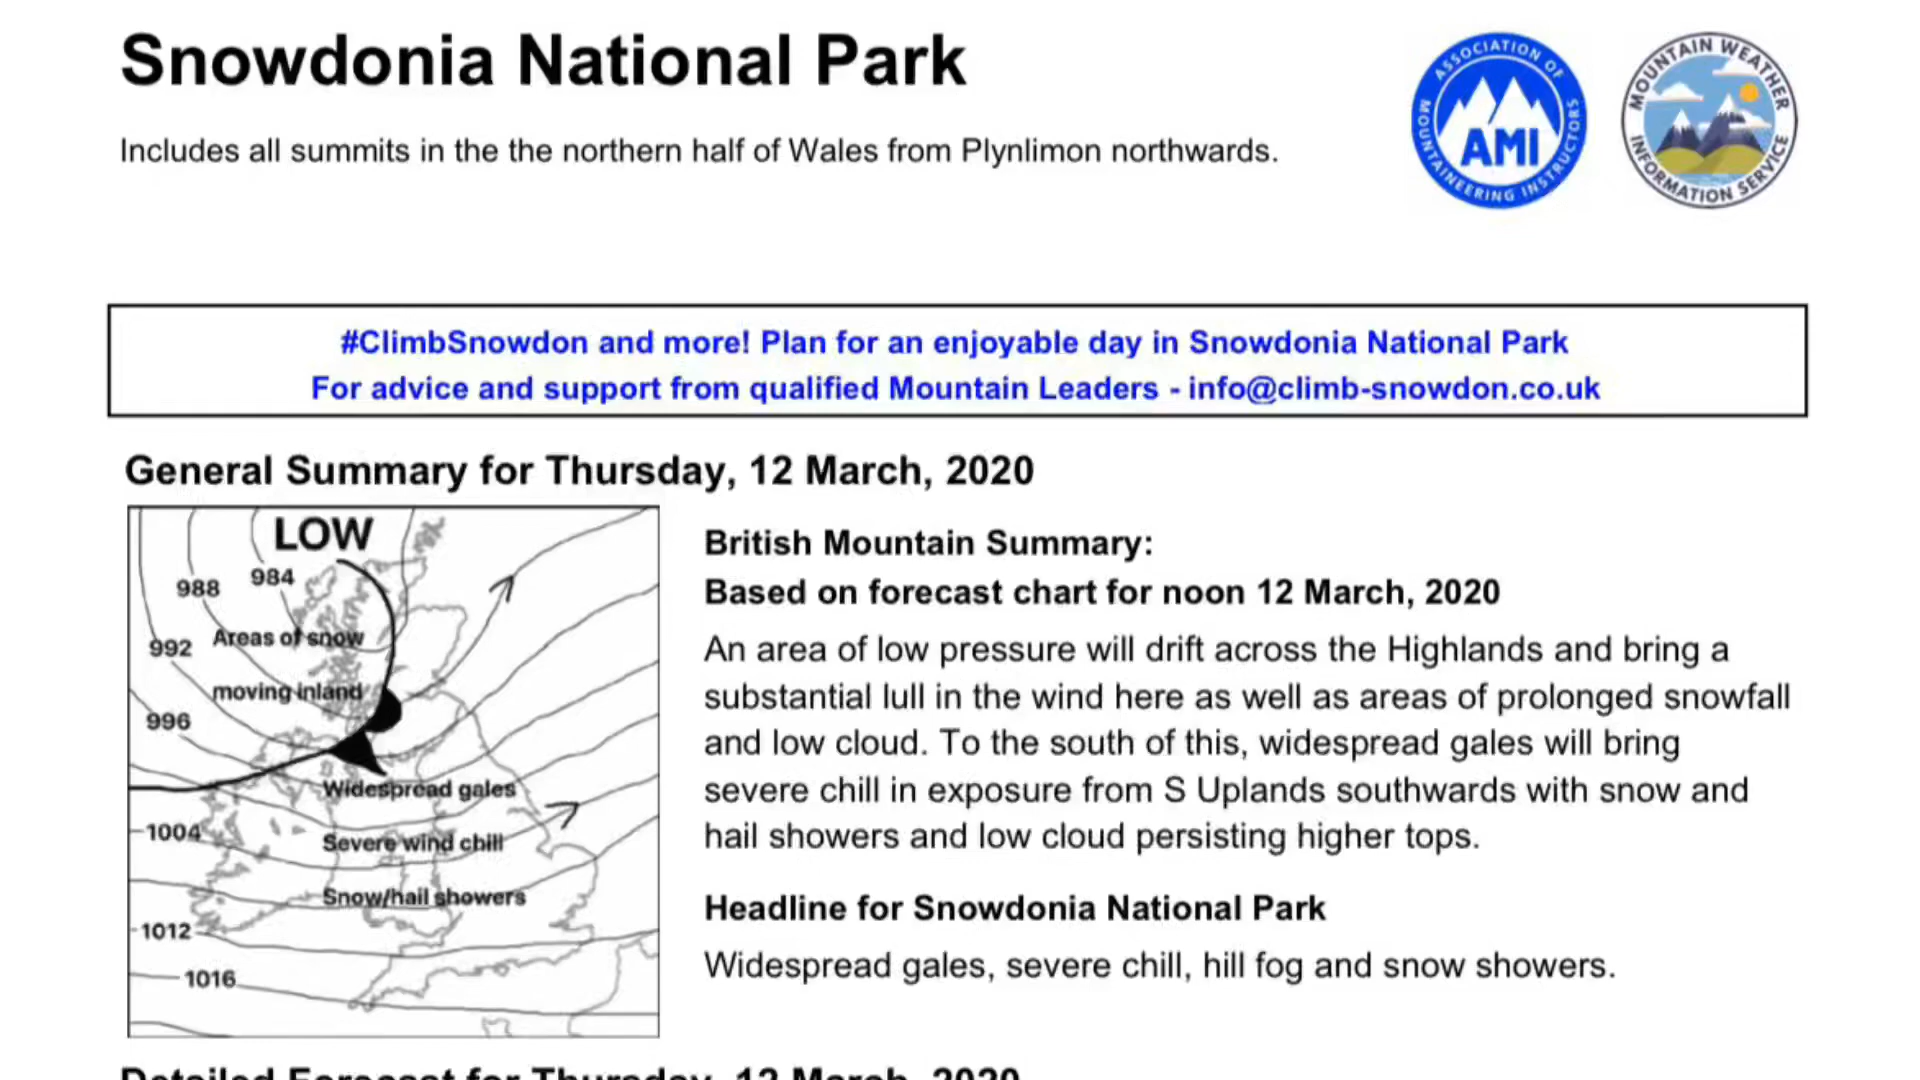 Snowdonia National Park
Includes all summits in the the northern half of Wales from Plynlimon northwards.
ASSOCIATION OF
MOUNTAINEERING INSTRUCTORS
AMI
MOUNTAIN WEATHER
INFORMATION SERVICE
#ClimbSnowdon and more! Plan for an enjoyable day in Snowdonia National Park
For advice and support from qualified Mountain Leaders - info@climb-snowdon.co.uk
General Summary for Thursday, 12 March, 2020
LOW
984
988
Areas of snow
992
moving inland
996
Widespread gales
1004
Severe wind chill
Snow/hail showers
1012
1016
British Mountain Summary:
Based on forecast chart for noon 12 March, 2020
An area of low pressure will drift across the Highlands and bring a
substantial lull in the wind here as well as areas of prolonged snowfall
and low cloud. To the south of this, widespread gales will bring
severe chill in exposure from S Uplands southwards with snow and
hail showers and low cloud persisting higher tops.
Headline for Snowdonia National Park
Widespread gales, severe chill, hill fog and snow showers.
Detailed Forecast for Thursday, 12 March, 2020